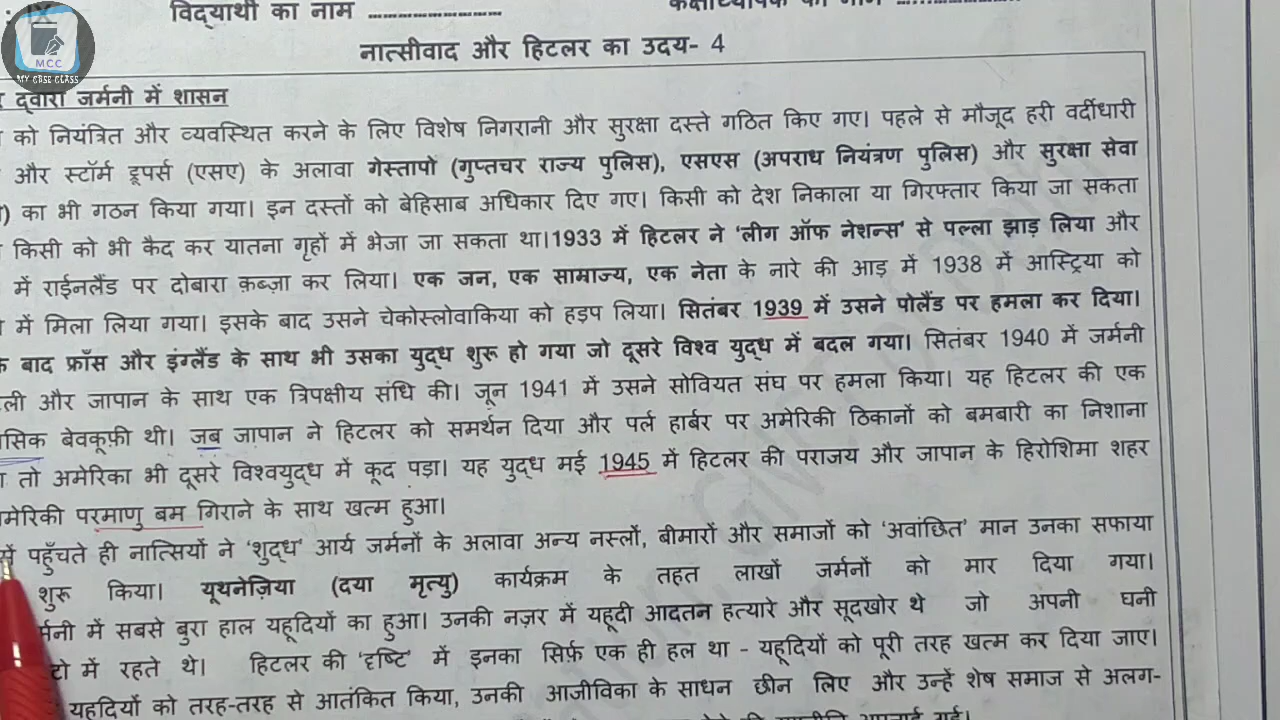 : IX
विद्यार्थी का नाम ........................ कक्षाध्यापक का नाम ........................
MCC
MY CBSE CLASS
नात्सीवाद और हिटलर का उदय- 4
द्वारा जर्मनी में शासन
को नियंत्रित और व्यवस्थित करने के लिए विशेष निगरानी और सुरक्षा दस्ते गठित किए गए। पहले से मौजूद हरी वर्दीधारी
और स्टॉर्म ट्रूपर्स (एसए) के अलावा गेस्तापो (गुप्तचर राज्य पुलिस), एसएस (अपराध नियंत्रण पुलिस) और सुरक्षा सेवा
) का भी गठन किया गया। इन दस्तों को बेहिसाब अधिकार दिए गए। किसी को देश निकाला या गिरफ्तार किया जा सकता
किसी को भी कैद कर यातना गृहों में भेजा जा सकता था।1933 में हिटलर ने 'लीग ऑफ नेशन्स' से पल्ला झाड़ लिया और
में राईनलैंड पर दोबारा क़ब्ज़ा कर लिया। एक जन, एक साम्राज्य, एक नेता के नारे की आड़ में 1938 में आस्ट्रिया को
में मिला लिया गया। इसके बाद उसने चेकोस्लोवाकिया को हड़प लिया। सितंबर 1939 में उसने पोलैंड पर हमला कर दिया।
के बाद फ्रॉस और इंग्लैंड के साथ भी उसका युद्ध शुरू हो गया जो दूसरे विश्व युद्ध में बदल गया। सितंबर 1940 में जर्मनी
ली और जापान के साथ एक त्रिपक्षीय संधि की। जून 1941 में उसने सोवियत संघ पर हमला किया। यह हिटलर की एक
ासिक बेवकूफ़ी थी। जब जापान ने हिटलर को समर्थन दिया और पर्ल हार्बर पर अमेरिकी ठिकानों को बमबारी का निशाना
तो अमेरिका भी दूसरे विश्वयुद्ध में कूद पड़ा। यह युद्ध मई 1945 में हिटलर की पराजय और जापान के हिरोशिमा शहर
मेरिकी परमाणु बम गिराने के साथ खत्म हुआ।
में पहुँचते ही नात्सियों ने 'शुद्ध' आर्य जर्मनों के अलावा अन्य नस्लों, बीमारों और समाजों को 'अवांछित' मान उनका सफाया
शुरू किया। यूथनेज़िया (दया मृत्यु) कार्यक्रम के तहत लाखों जर्मनों को मार दिया गया।
र्मनी में सबसे बुरा हाल यहूदियों का हुआ। उनकी नज़र में यहूदी आदतन हत्यारे और सूदखोर थे जो अपनी घनी
टो में रहते थे। हिटलर की 'दृष्टि' में इनका सिर्फ़ एक ही हल था - यहूदियों को पूरी तरह खत्म कर दिया जाए।
यहूदियों को तरह-तरह से आतंकित किया, उनकी आजीविका के साधन छीन लिए और उन्हें शेष समाज से अलग-